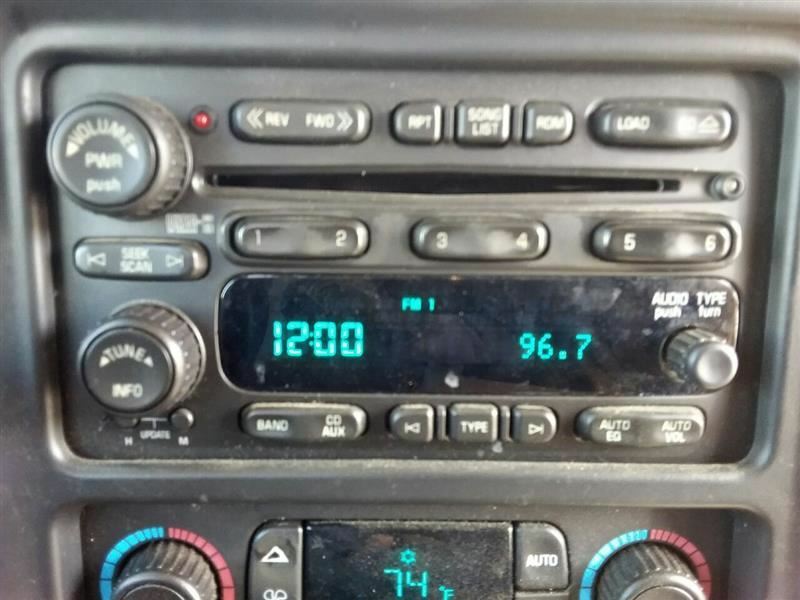 VOLUME
PWR
push
REV FWD
RPT
SONG
LIST
RDM
LOAD
1 2
3 4
5 6
SEEK
SCAN
FM 1
12:00
96.7
AUDIO TYPE
push turn
TUNE
INFO
H UPDATE M
BAND
CD
AUX
TYPE
AUTO
EQ
AUTO
VOL
AUTO
74 °F